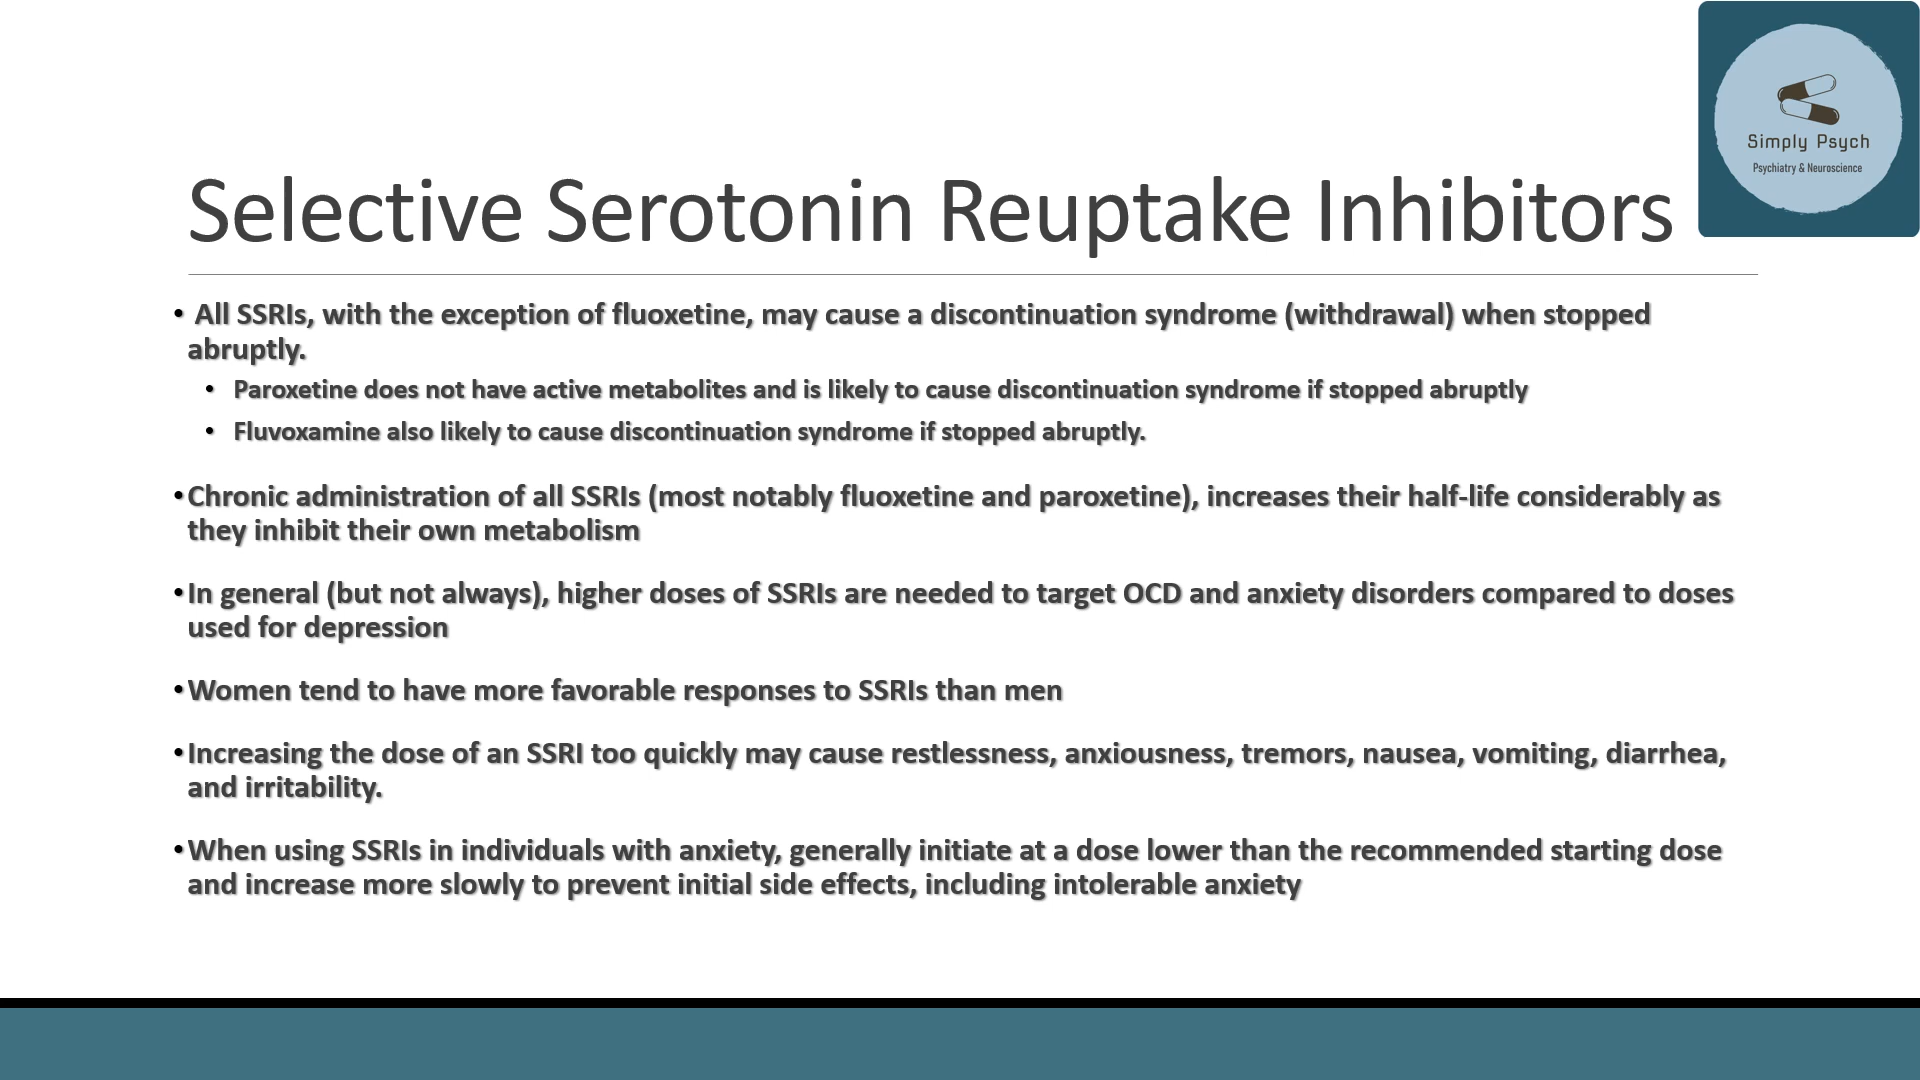 Simply Psych
Psychiatry & Neuroscience
Selective Serotonin Reuptake Inhibitors
• All SSRIs, with the exception of fluoxetine, may cause a discontinuation syndrome (withdrawal) when stopped
abruptly.
• Paroxetine does not have active metabolites and is likely to cause discontinuation syndrome if stopped abruptly
• Fluvoxamine also likely to cause discontinuation syndrome if stopped abruptly.
• Chronic administration of all SSRIs (most notably fluoxetine and paroxetine), increases their half-life considerably as
they inhibit their own metabolism
• In general (but not always), higher doses of SSRIs are needed to target OCD and anxiety disorders compared to doses
used for depression
• Women tend to have more favorable responses to SSRIs than men
• Increasing the dose of an SSRI too quickly may cause restlessness, anxiousness, tremors, nausea, vomiting, diarrhea,
and irritability.
• When using SSRIs in individuals with anxiety, generally initiate at a dose lower than the recommended starting dose
and increase more slowly to prevent initial side effects, including intolerable anxiety